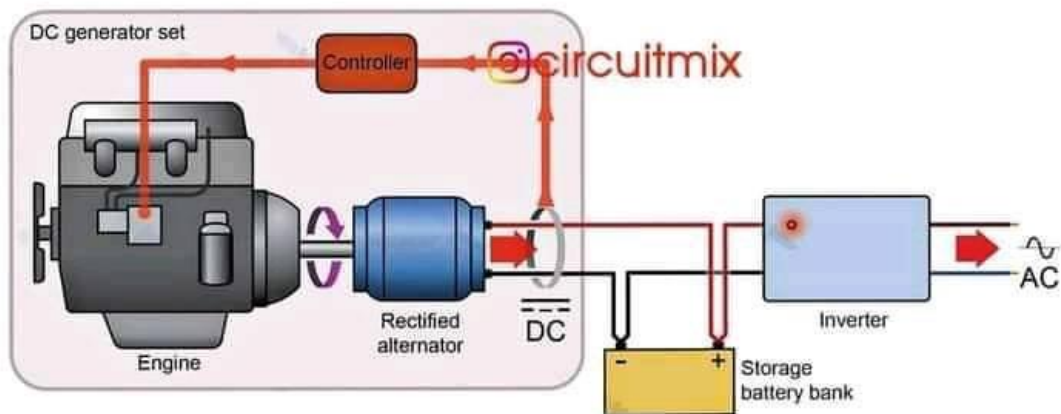 DC generator set
Controller
circuitmix
Engine
Rectified
alternator
DC
- +
Storage
battery bank
Inverter
AC